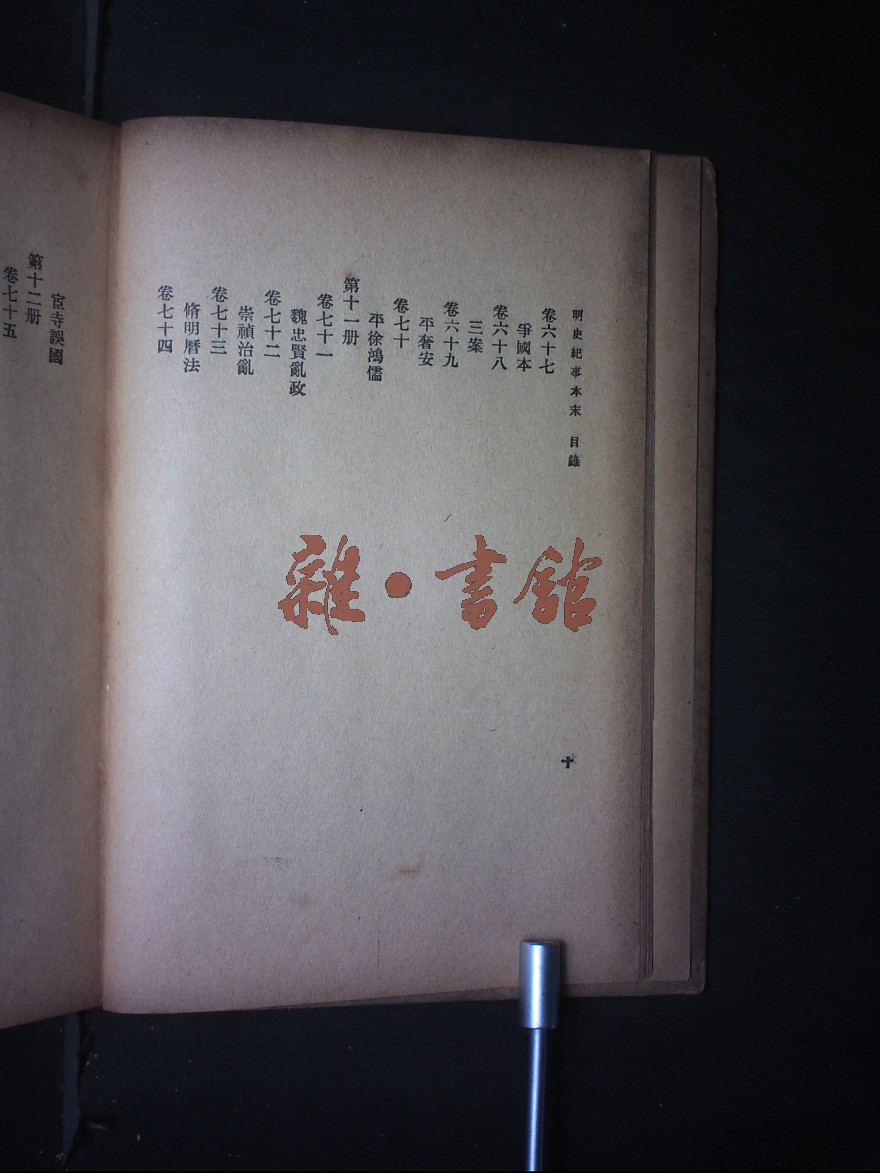 明史紀事本末 目錄
卷六十七
爭國本
卷六十八
三案
卷六十九
平奢安
卷七十
平徐鴻儒
第十一册
卷七十一
魏忠賢亂政
卷七十二
崇禎治亂
卷七十三
脩明曆法
卷七十四
十
宦寺誤國
第十二册
卷七十五
雜·書館